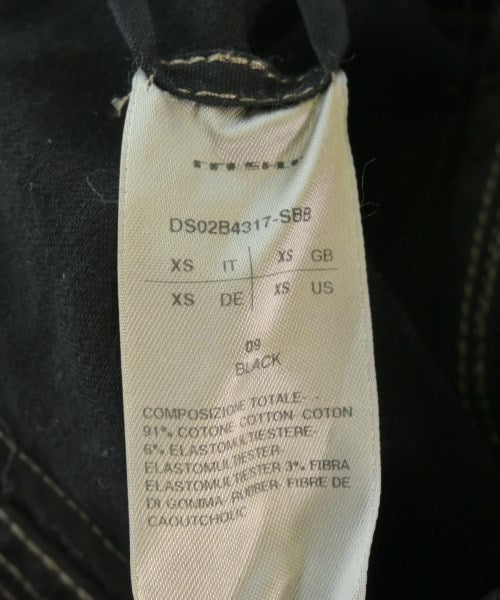 DS02B4317-SBB
XS IT XS GB
XS DE XS US
09
BLACK
COMPOSIZIONE TOTALE- -
91% COTONE COTTON- COTON
6% ELASTOMULTIESTERE-
ELASTOMULTIESTER-
ELASTOMULTIESTER 3% FIBRA
DI GOMMA- RUBBER- FIBRE DE
CAOUTCHOLIC